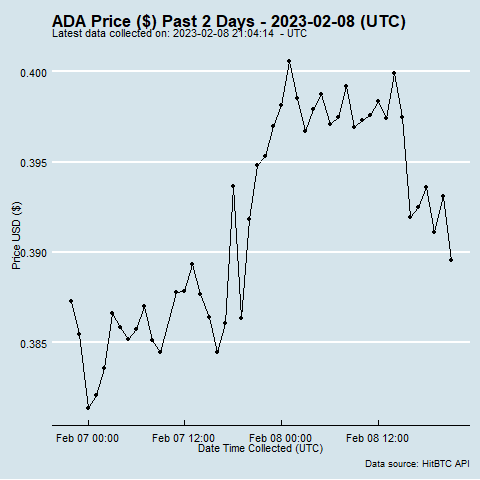 ADA Price ($) Past 2 Days - 2023-02-08 (UTC)
Latest data collected on: 2023-02-08 21:04:14 - UTC
0.400
0.395
0.390
0.385
Price USD ($)
Feb 07 00:00
Feb 07 12:00
Feb 08 00:00
Feb 08 12:00
Date Time Collected (UTC)
Data source: HitBTC API